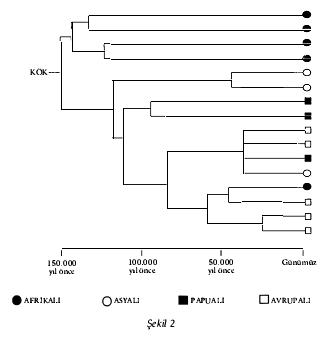 KÖK
150.000 100.000 50.000 Günümüz
yıl önce yıl önce yıl önce
AFRİKALI ASYALI PAPUALI AVRUPALI
Şekil 2